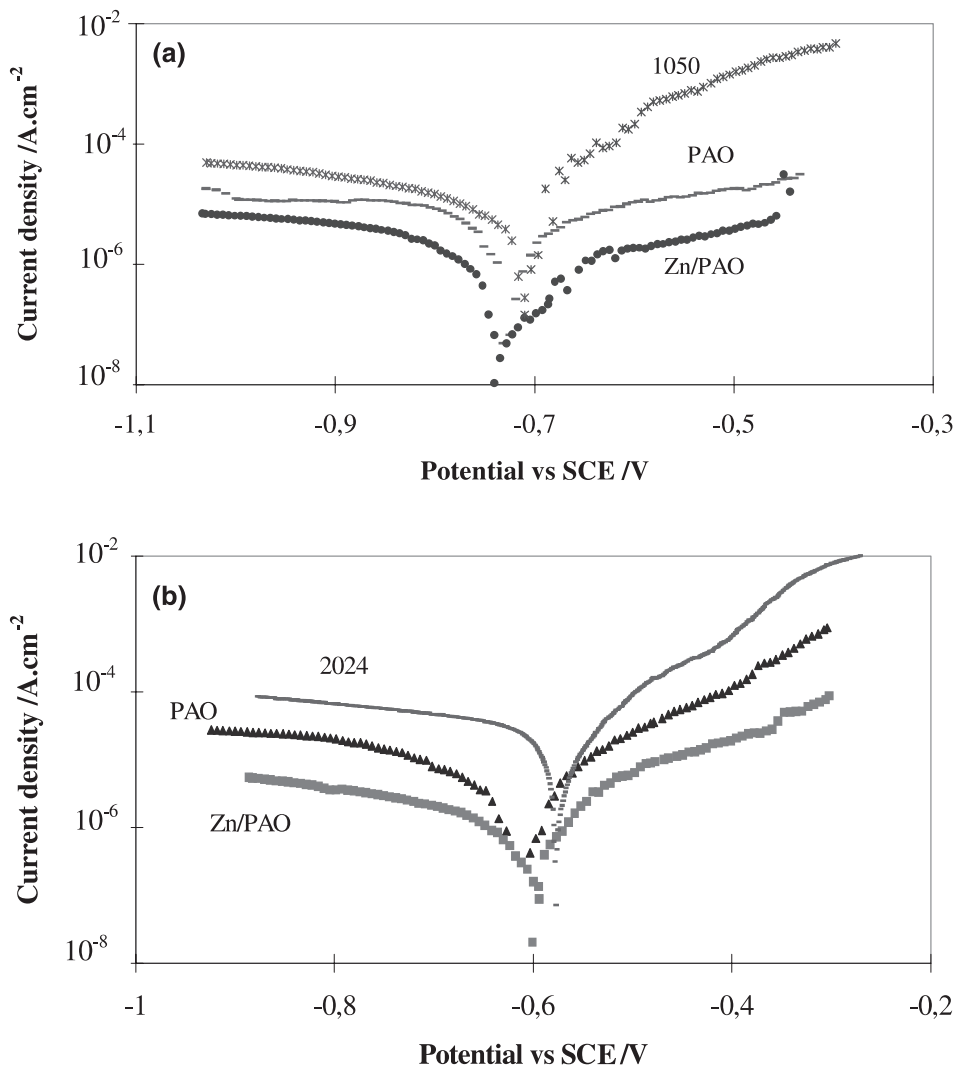 (a)
10⁻²
10⁻⁴
10⁻⁶
10⁻⁸
Current density /A.cm⁻²
1050
PAO
Zn/PAO
-1,1
-0,9
-0,7
-0,5
-0,3
Potential vs SCE /V
(b)
10⁻²
10⁻⁴
10⁻⁶
10⁻⁸
Current density /A.cm⁻²
2024
PAO
Zn/PAO
-1
-0,8
-0,6
-0,4
-0,2
Potential vs SCE /V